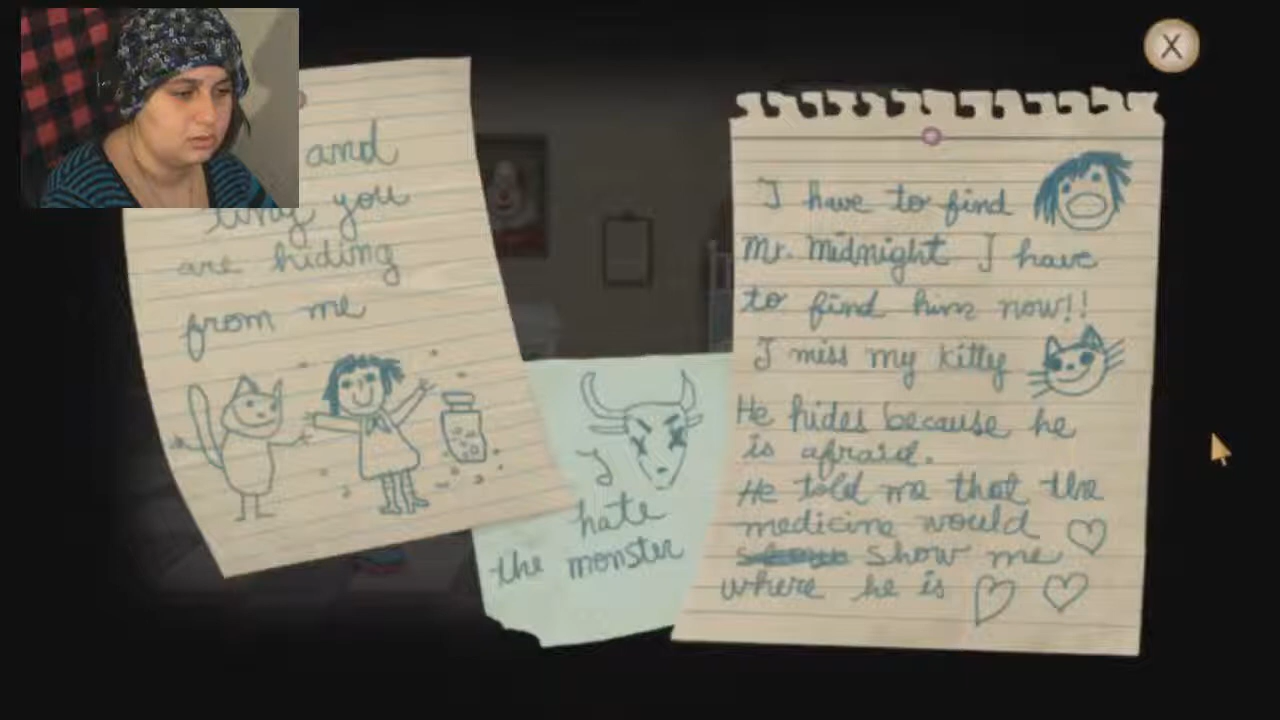 and
tiny you
are hiding
from me
I
hate
the monster
I have to find
Mr. Midnight I have
to find him now!!
I miss my kitty
He hides because he
is afraid.
He told me that the
medicine would
show me
where he is
X